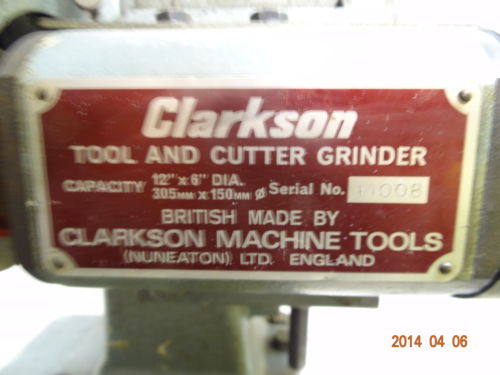 Clarkson
TOOL AND CUTTER GRINDER
CAPACITY 12" x 6" DIA.
305MM X 150MM Ø Serial No.
BRITISH MADE BY
CLARKSON MACHINE TOOLS
(NUNEATON) LTD. ENGLAND
2014 04 06